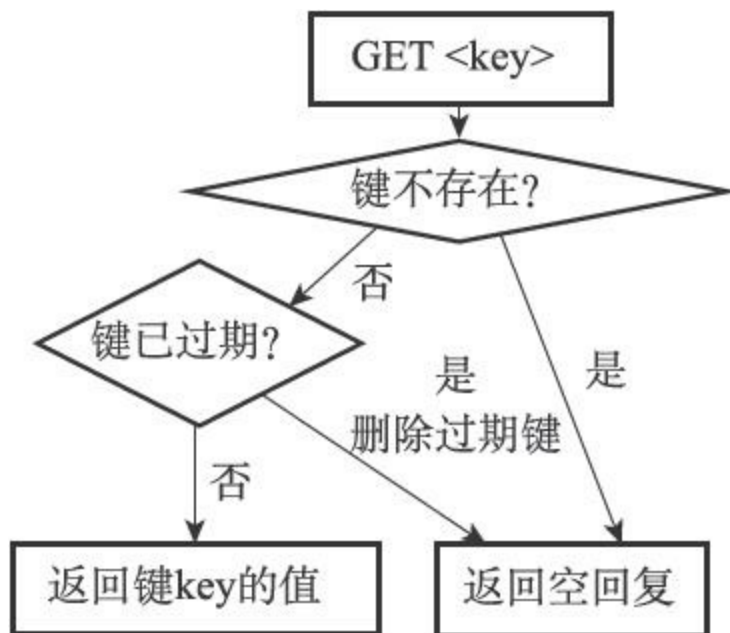 GET <key>
键不存在？
否
键已过期？
是
是
删除过期键
否
返回键key的值
返回空回复